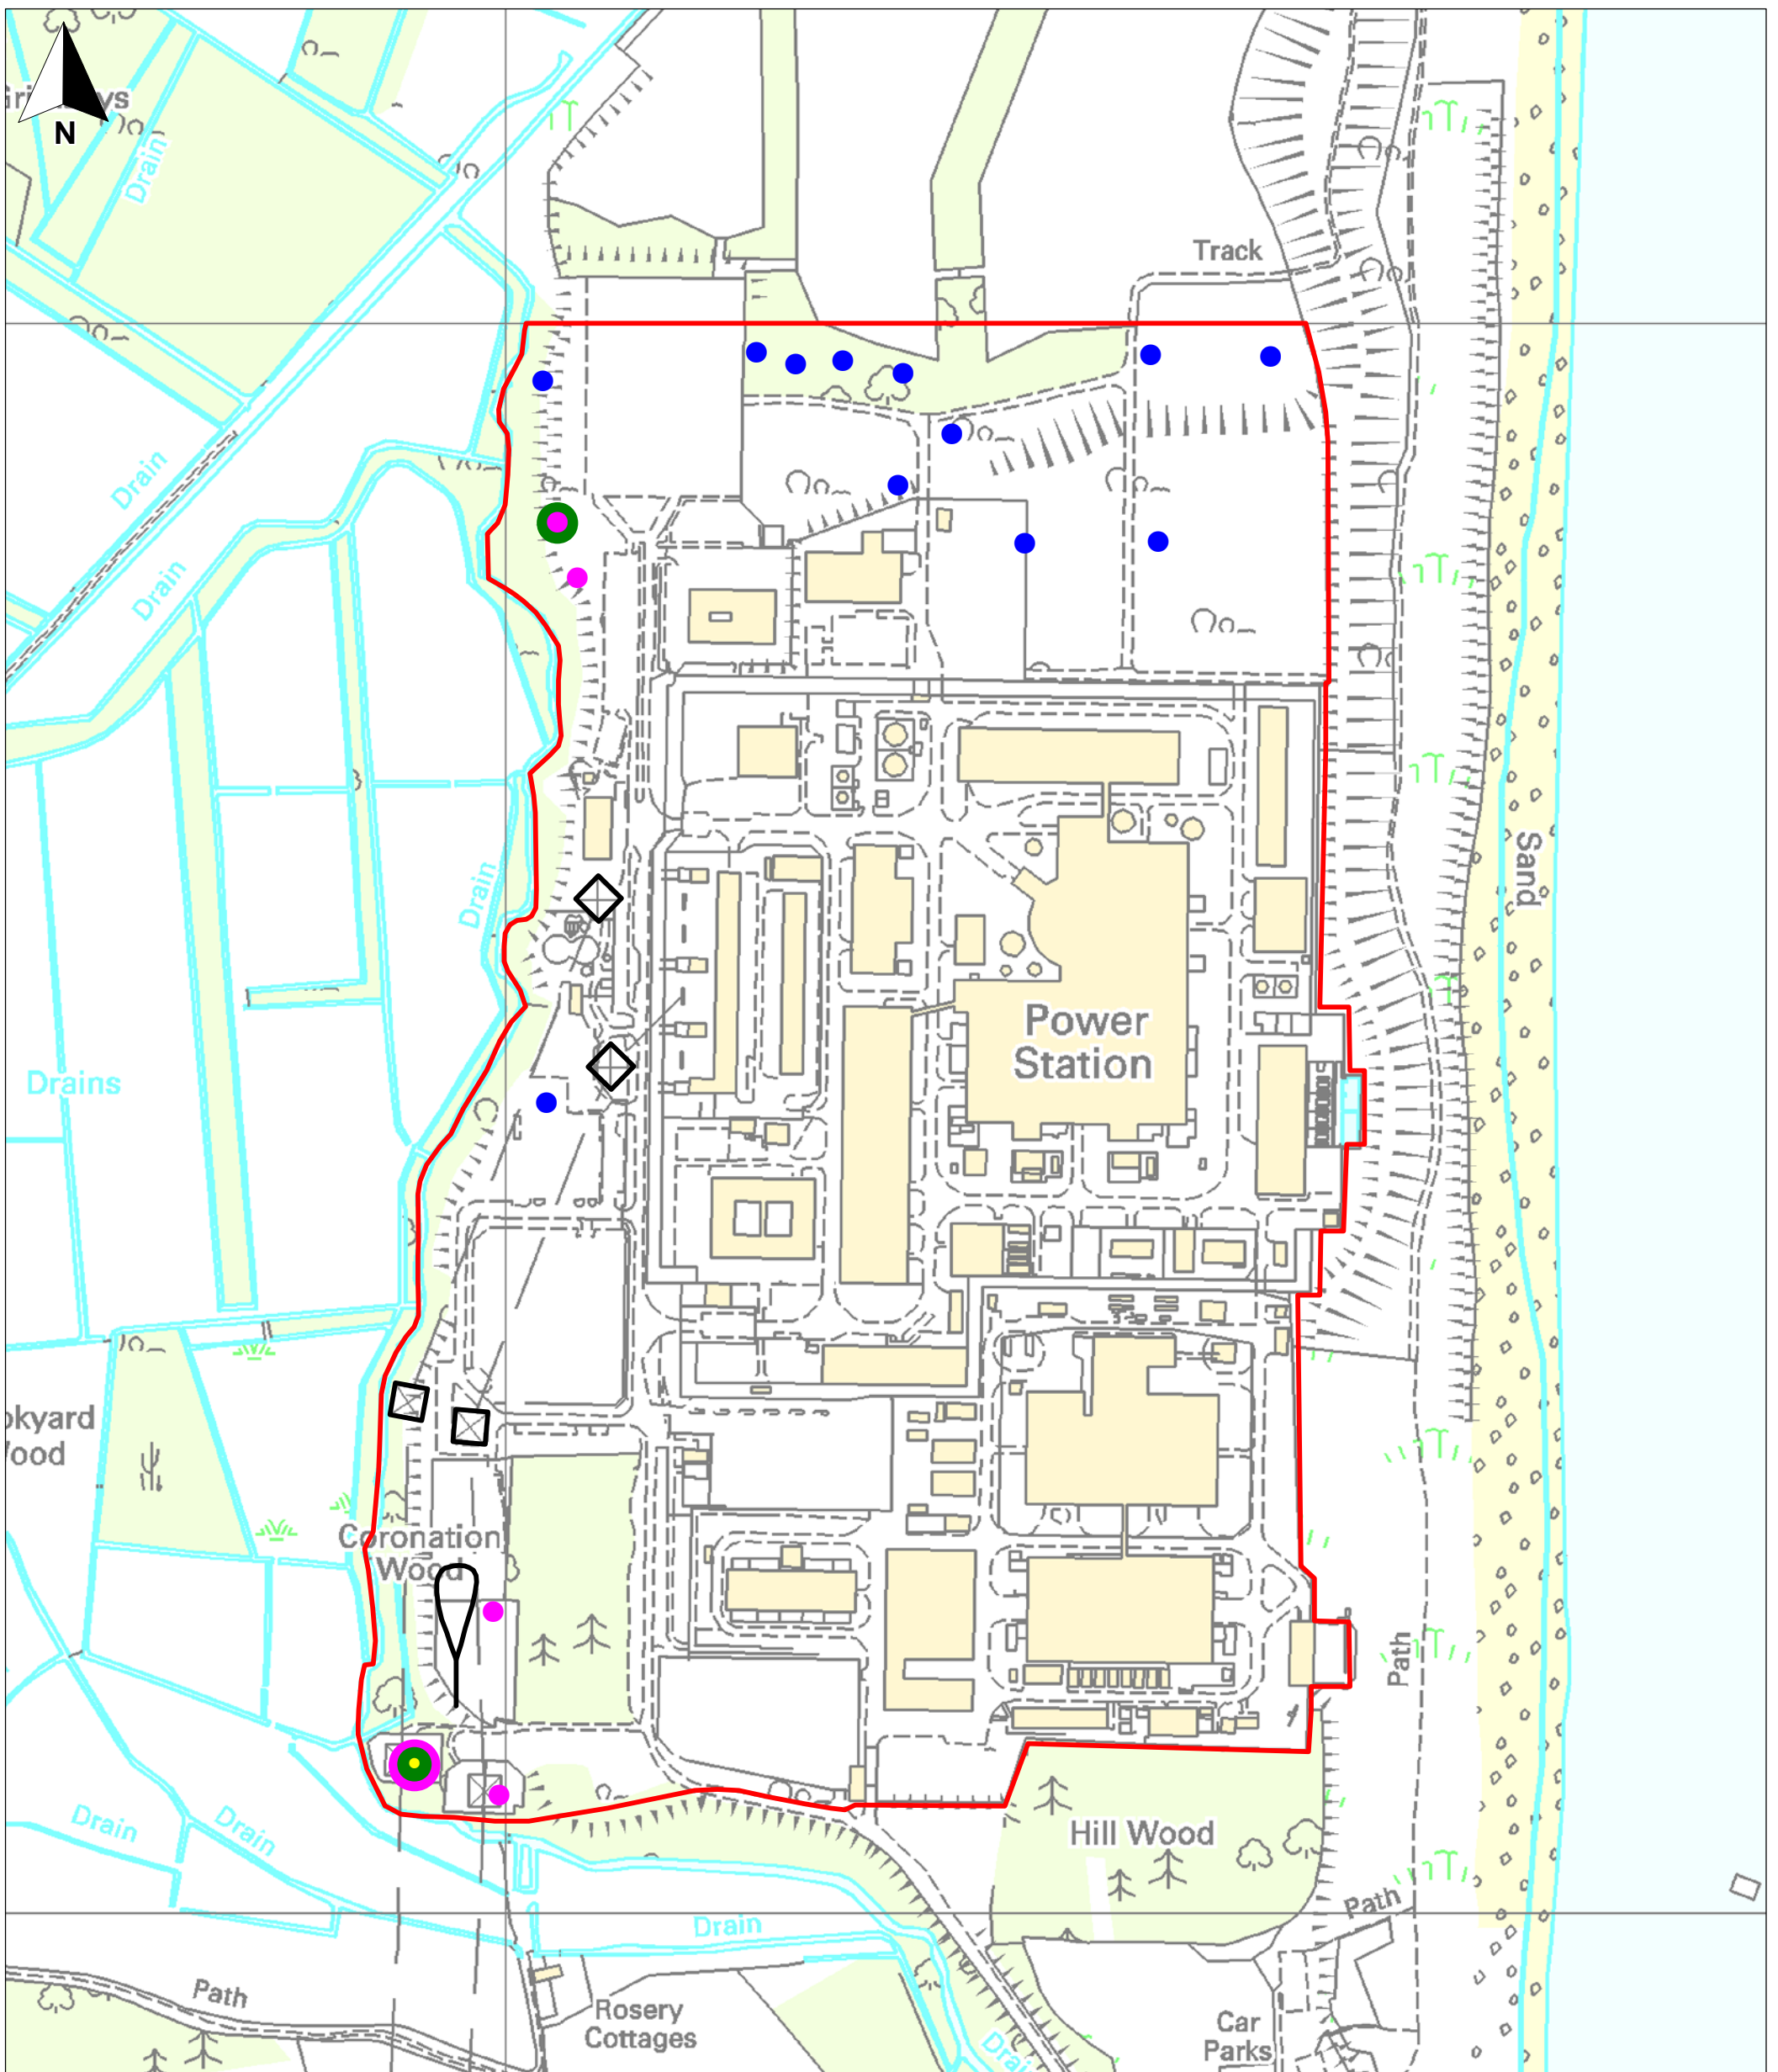 N
Drain
Track
Drain
Drain
Sand
Drain
Power
Station
Drains
Coronation
Wood
Path
Drain
Drain
Hill Wood
Path
Drain
Path
Rosery
Cottages
Car
Parks